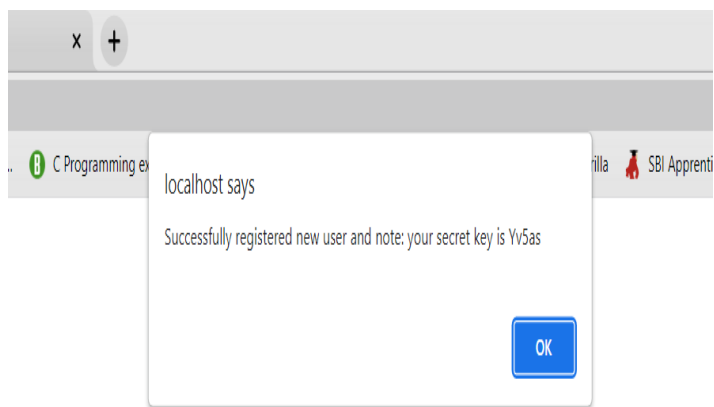 C Programming ex
rilla
SBI Apprenti
localhost says
Successfully registered new user and note: your secret key is Yv5as
OK